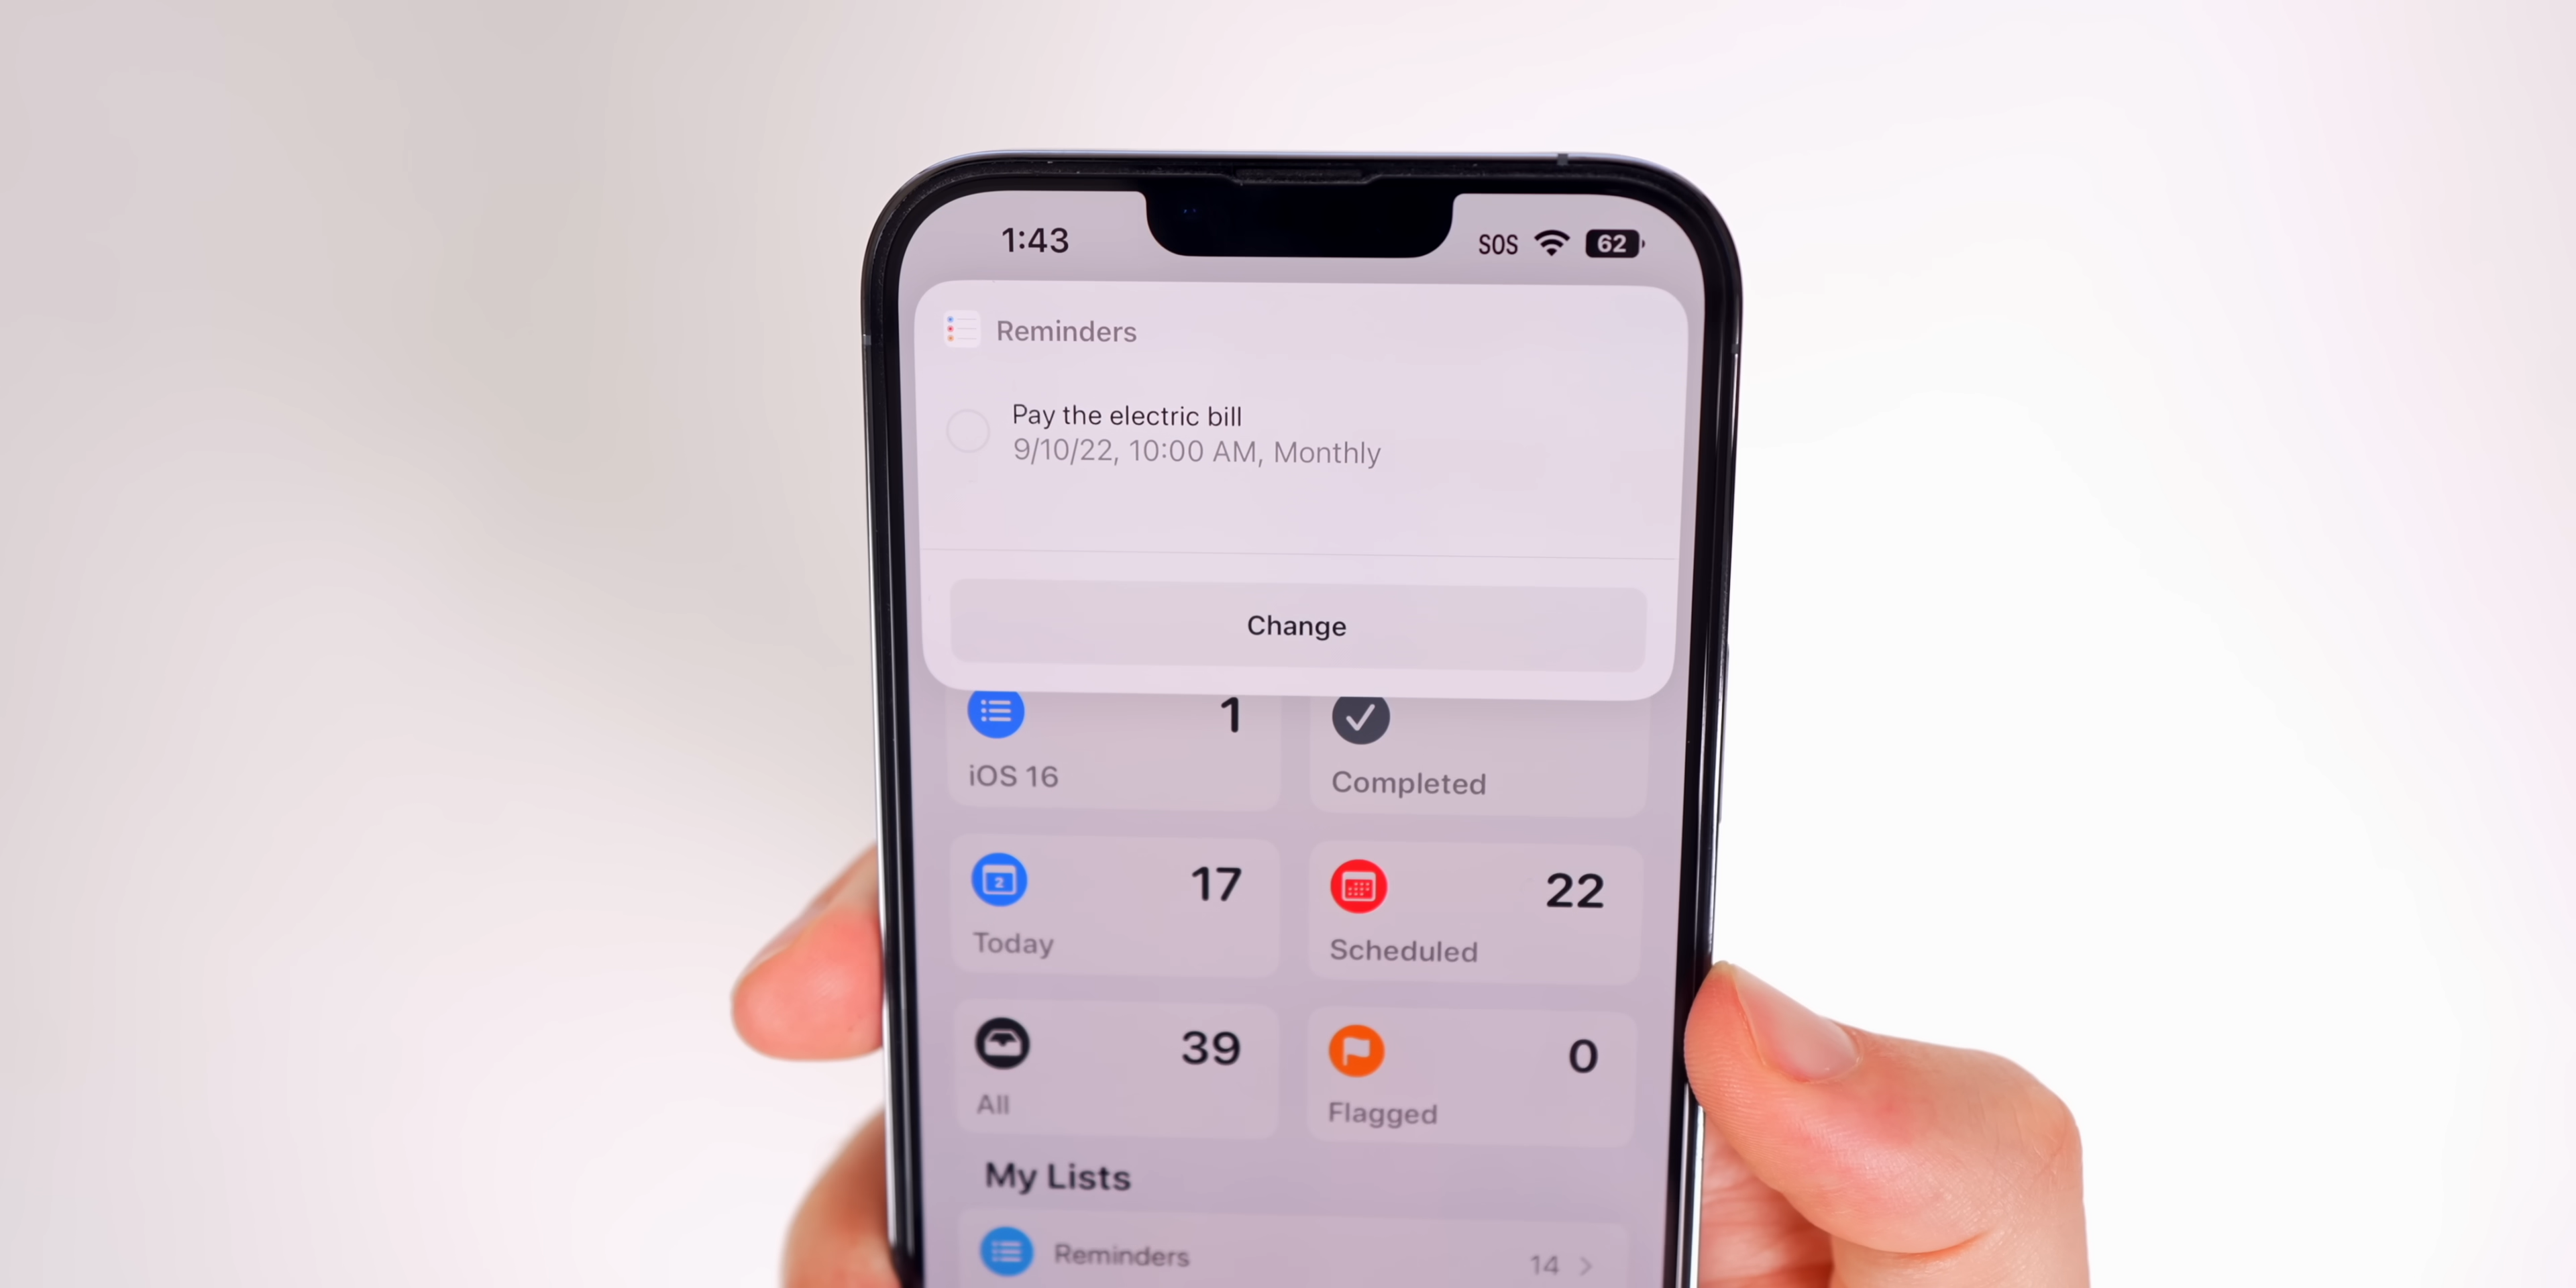 1:43
SOS
62
Reminders
Pay the electric bill
9/10/22, 10:00 AM, Monthly
Change
1
iOS 16
Completed
2
17
Today
22
Scheduled
39
All
0
Flagged
My Lists
Reminders
14